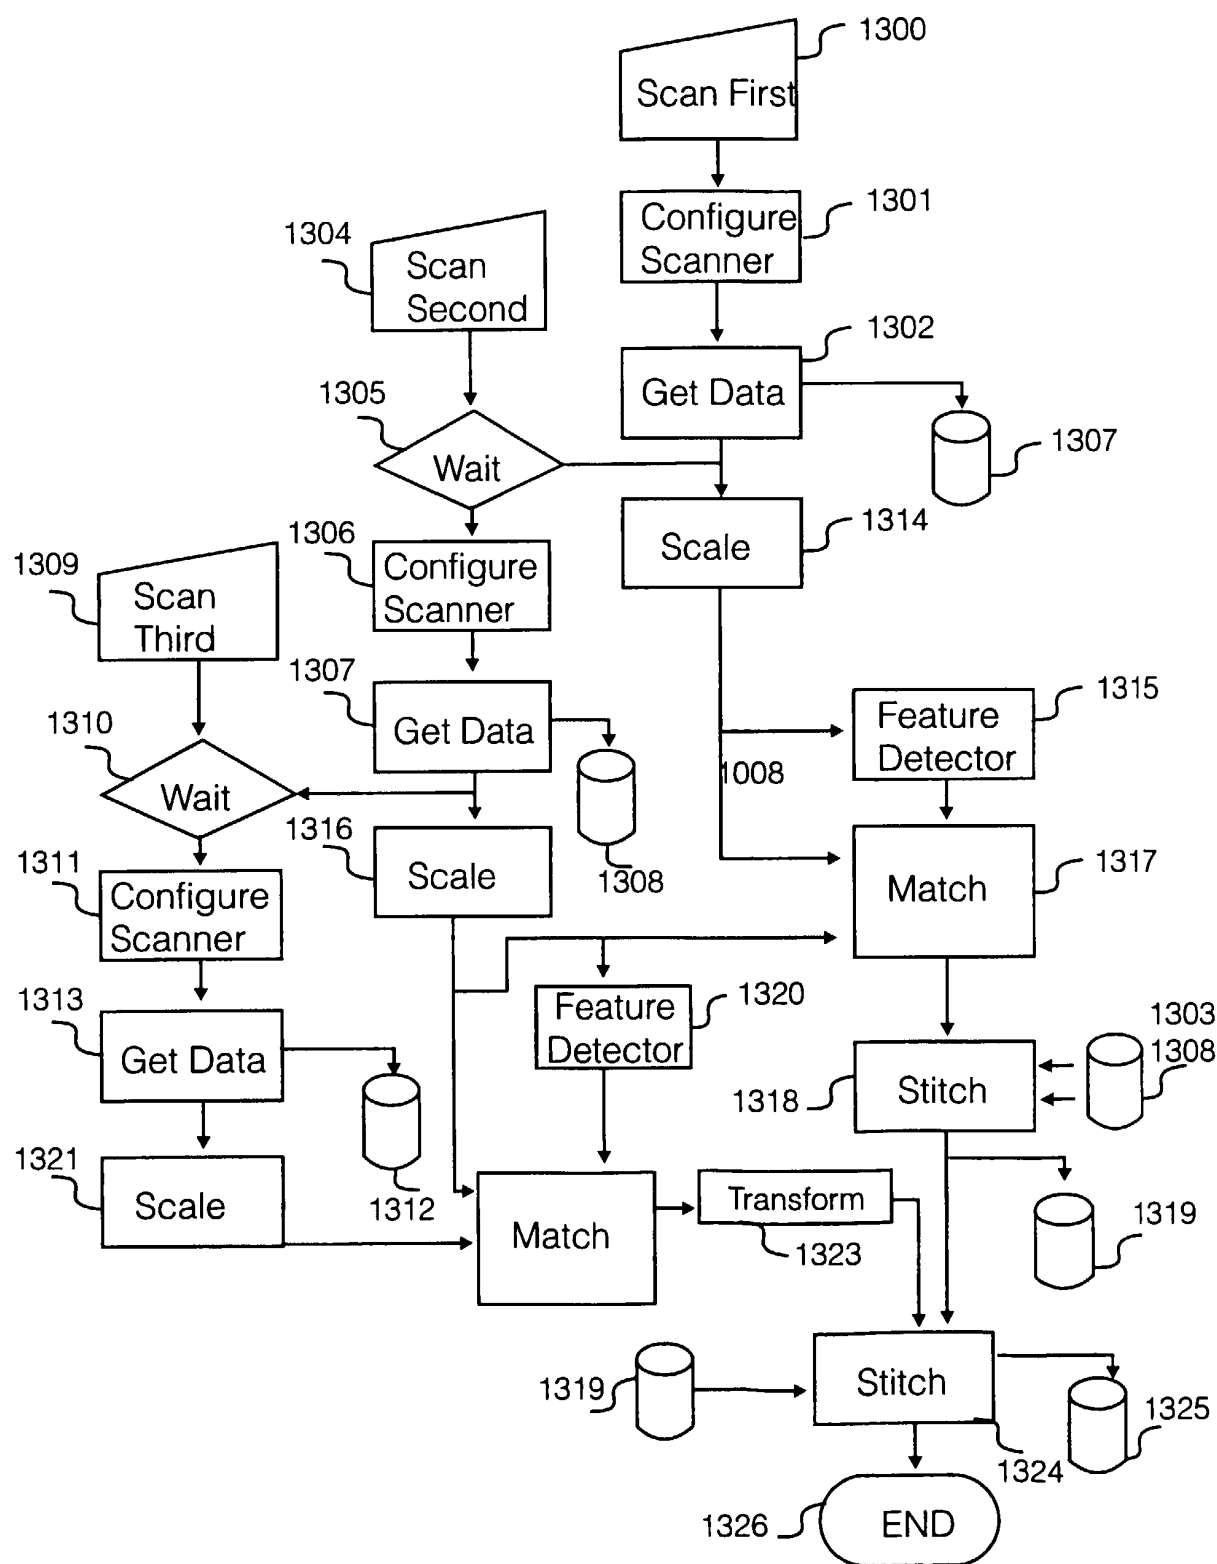 1300
Scan First
1301
Configure
Scanner
1304
Scan
Second
1302
Get Data
1305
Wait
1307
1314
Scale
1306
Configure
Scanner
1309
Scan
Third
1307
Get Data
1315
Feature
Detector
1310
Wait
1008
1316
Scale
1308
1317
Match
1311
Configure
Scanner
1320
Feature
Detector
1313
Get Data
1303
1308
1318
Stitch
1321
Scale
1312
Match
Transform
1323
1319
1319
Stitch
1325
1324
1326
END